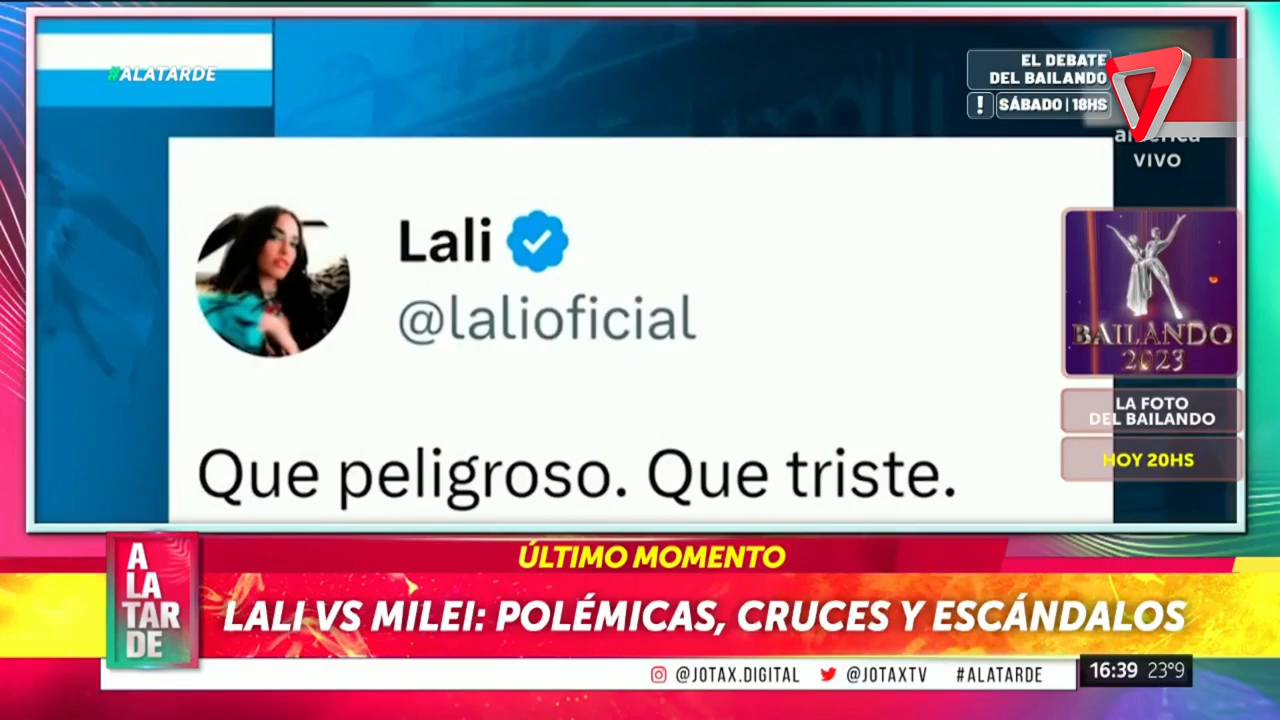 #ALATARDE
EL DEBATE
DEL BAILANDO
! SÁBADO | 18HS
VIVO
Lali
@lalioficial
Que peligroso. Que triste.
BAILANDO
2023
LA FOTO
DEL BAILANDO
HOY 20HS
A
LA
TAR
DE
ÚLTIMO MOMENTO
LALI VS MILEI: POLÉMICAS, CRUCES Y ESCÁNDALOS
@JOTAX.DIGITAL @JOTAXTV #ALATARDE
16:39 23°9